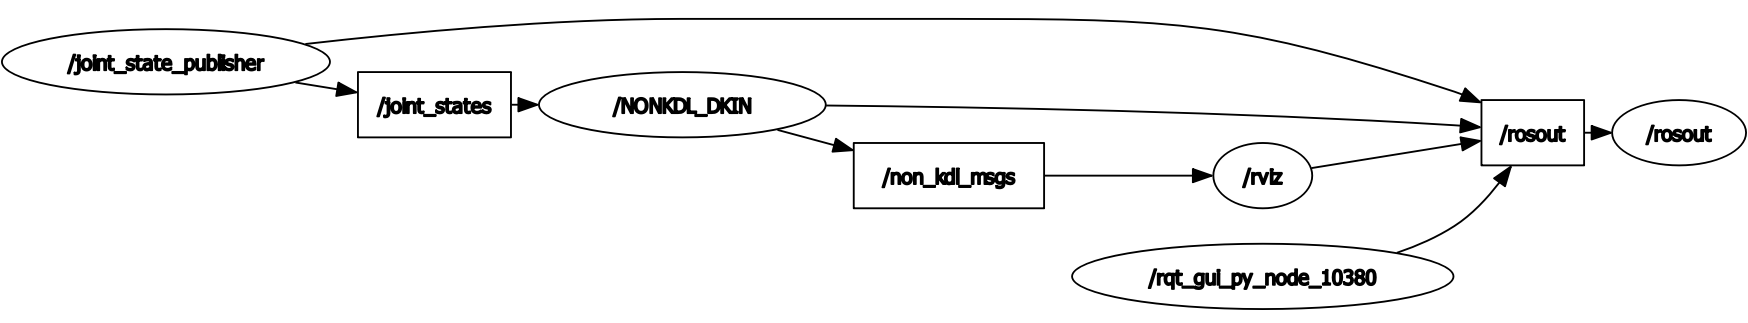 /joint_state_publisher
/joint_states
/NONKDL_DKIN
/non_kdl_msgs
/rviz
/rqt_gui_py_node_10380
/rosout
/rosout